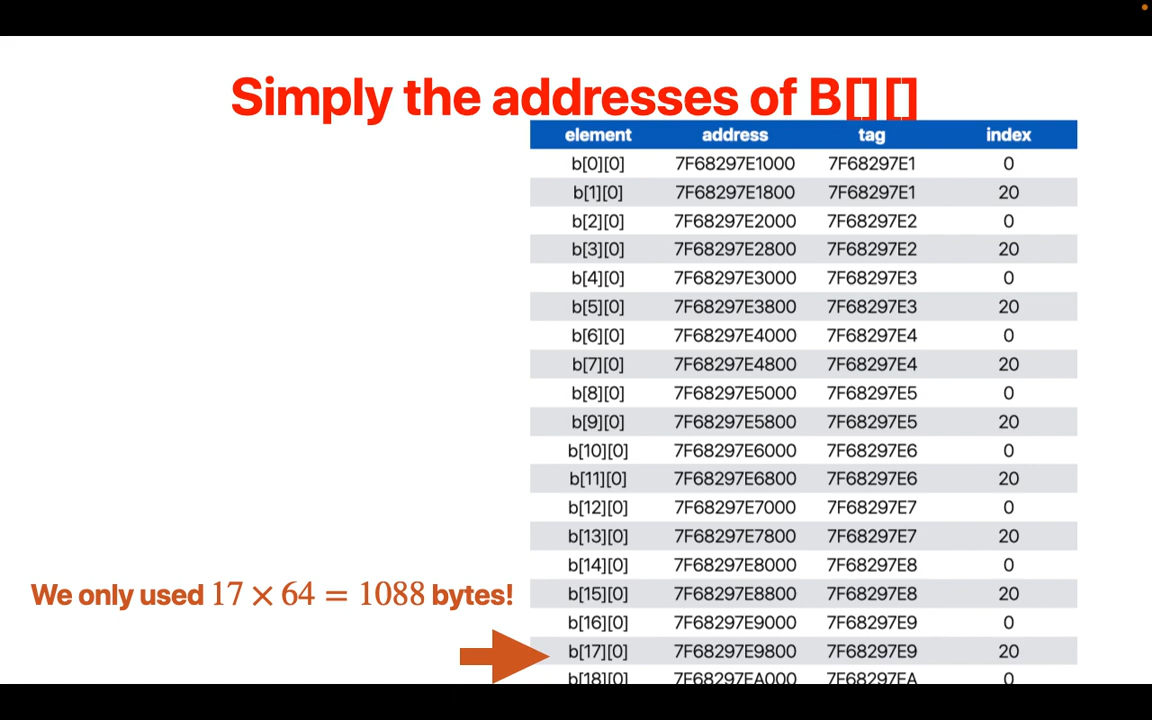 Simply the addresses of B[][]
element address tag index
b[0][0] 7F68297E1000 7F68297E1 0
b[1][0] 7F68297E1800 7F68297E1 20
b[2][0] 7F68297E2000 7F68297E2 0
b[3][0] 7F68297E2800 7F68297E2 20
b[4][0] 7F68297E3000 7F68297E3 0
b[5][0] 7F68297E3800 7F68297E3 20
b[6][0] 7F68297E4000 7F68297E4 0
b[7][0] 7F68297E4800 7F68297E4 20
b[8][0] 7F68297E5000 7F68297E5 0
b[9][0] 7F68297E5800 7F68297E5 20
b[10][0] 7F68297E6000 7F68297E6 0
b[11][0] 7F68297E6800 7F68297E6 20
b[12][0] 7F68297E7000 7F68297E7 0
b[13][0] 7F68297E7800 7F68297E7 20
b[14][0] 7F68297E8000 7F68297E8 0
b[15][0] 7F68297E8800 7F68297E8 20
b[16][0] 7F68297E9000 7F68297E9 0
b[17][0] 7F68297E9800 7F68297E9 20
b[18][0] 7F68297EA000 7F68297EA 0
We only used 17 × 64 = 1088 bytes!